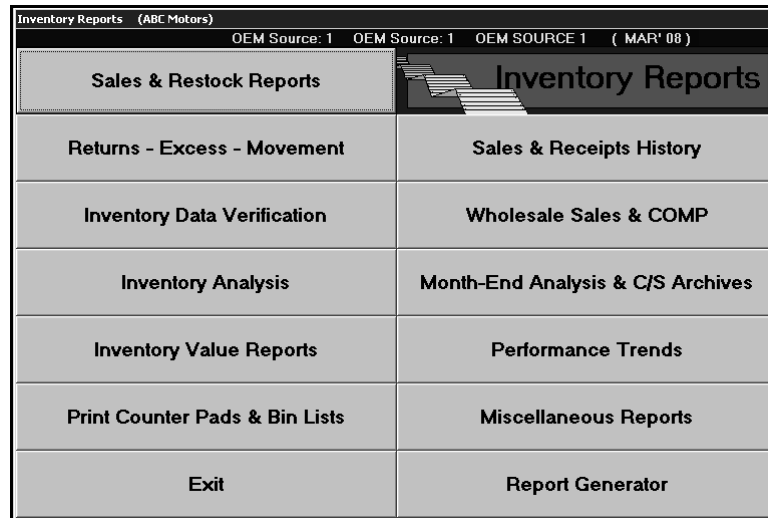 Inventory Reports (ABC Motors)
OEM Source: 1 OEM Source: 1 OEM SOURCE 1 ( MAR' 08 )
Sales & Restock Reports
Inventory Reports
Returns - Excess - Movement
Sales & Receipts History
Inventory Data Verification
Wholesale Sales & COMP
Inventory Analysis
Month-End Analysis & C/S Archives
Inventory Value Reports
Performance Trends
Print Counter Pads & Bin Lists
Miscellaneous Reports
Exit
Report Generator